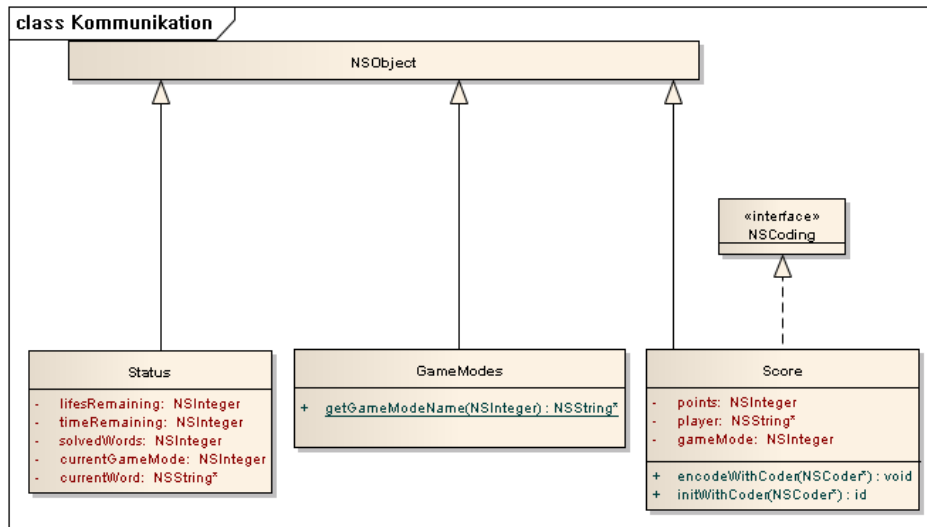 class Kommunikation
NSObject
«interface»
NSCoding
Status
- lifesRemaining: NSInteger
- timeRemaining: NSInteger
- solvedWords: NSInteger
- currentGameMode: NSInteger
- currentWord: NSString*
GameModes
+ getGameModeName(NSInteger) : NSString*
Score
- points: NSInteger
- player: NSString*
- gameMode: NSInteger
+ encodeWithCoder(NSCoder*) : void
+ initWithCoder(NSCoder*) : id